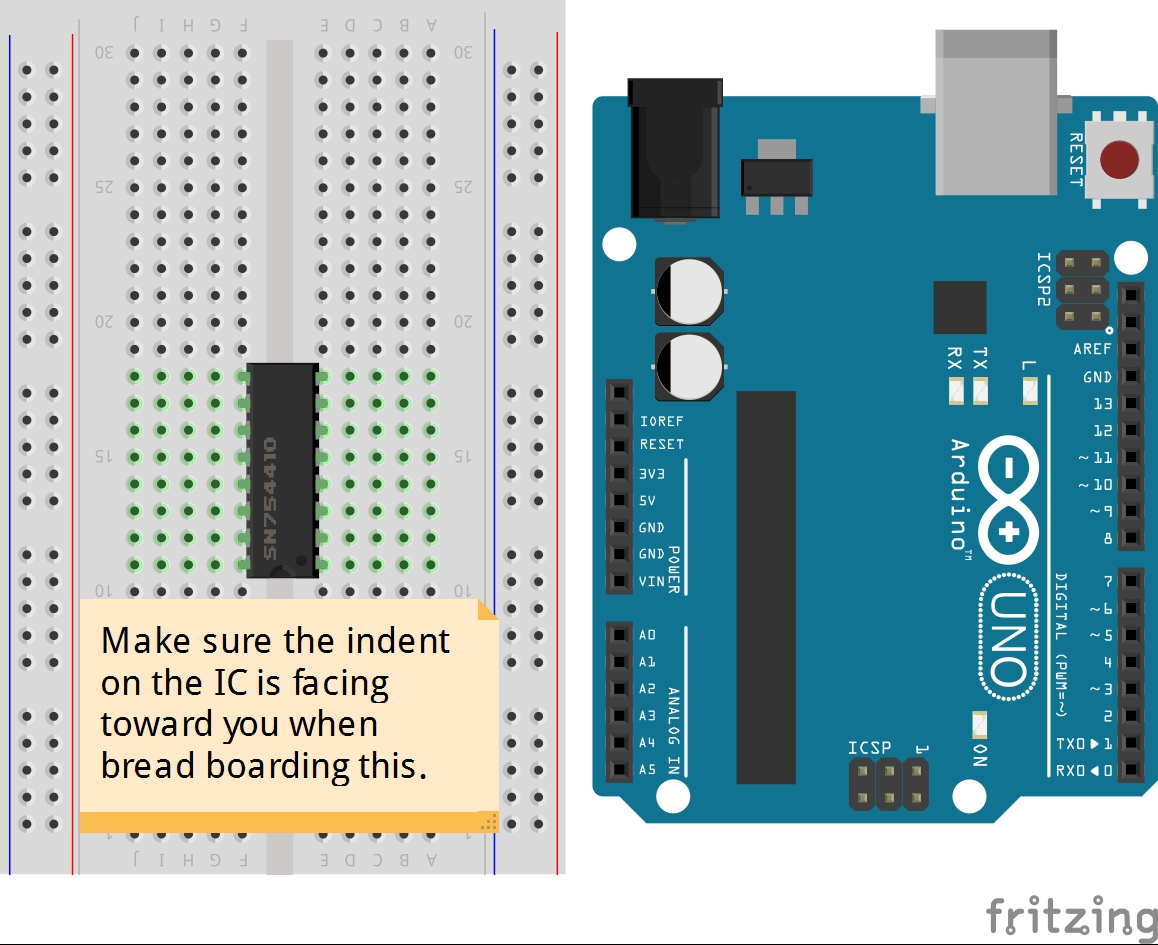 J I H G F E D C B A
30 30
25 25
20 20
15 15
10 10
SN754410
Make sure the indent
on the IC is facing
toward you when
bread boarding this.
1 1
J I H G F E D C B A
RESET
ICSP2
AREF
GND
13
12
~11
~10
~9
8
7
~6
~5
4
~3
2
TX0▶1
RX0◀0
DIGITAL (PWM=~)
RX TX L
Arduino™
UNO
ON
IOREF
RESET
3V3
5V
GND
GND
VIN
POWER
A0
A1
A2
A3
A4
A5
ANALOG IN
ICSP 1
fritzing